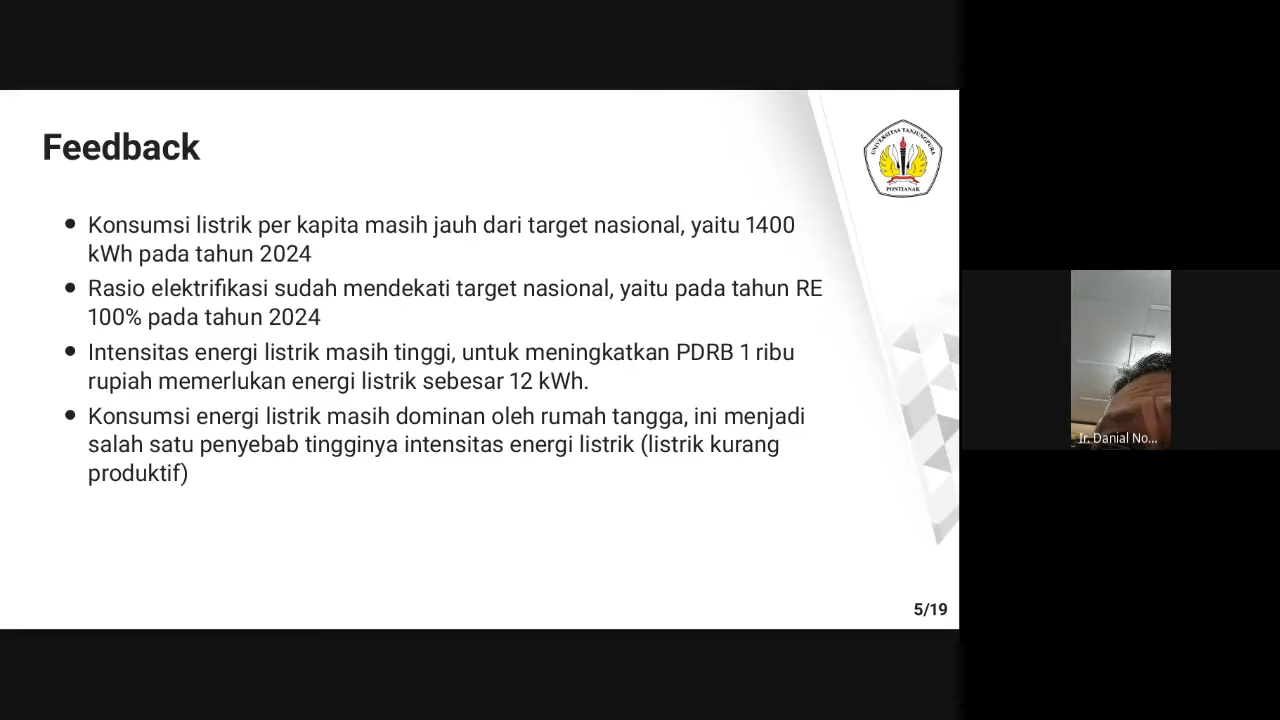 Feedback
UNIVERSITAS TANJUNGPURA
PONTIANAK
Konsumsi listrik per kapita masih jauh dari target nasional, yaitu 1400
kWh pada tahun 2024
Rasio elektrifikasi sudah mendekati target nasional, yaitu pada tahun RE
100% pada tahun 2024
Intensitas energi listrik masih tinggi, untuk meningkatkan PDRB 1 ribu
rupiah memerlukan energi listrik sebesar 12 kWh.
Konsumsi energi listrik masih dominan oleh rumah tangga, ini menjadi
salah satu penyebab tingginya intensitas energi listrik (listrik kurang
produktif)
5/19
Ir. Danial No...